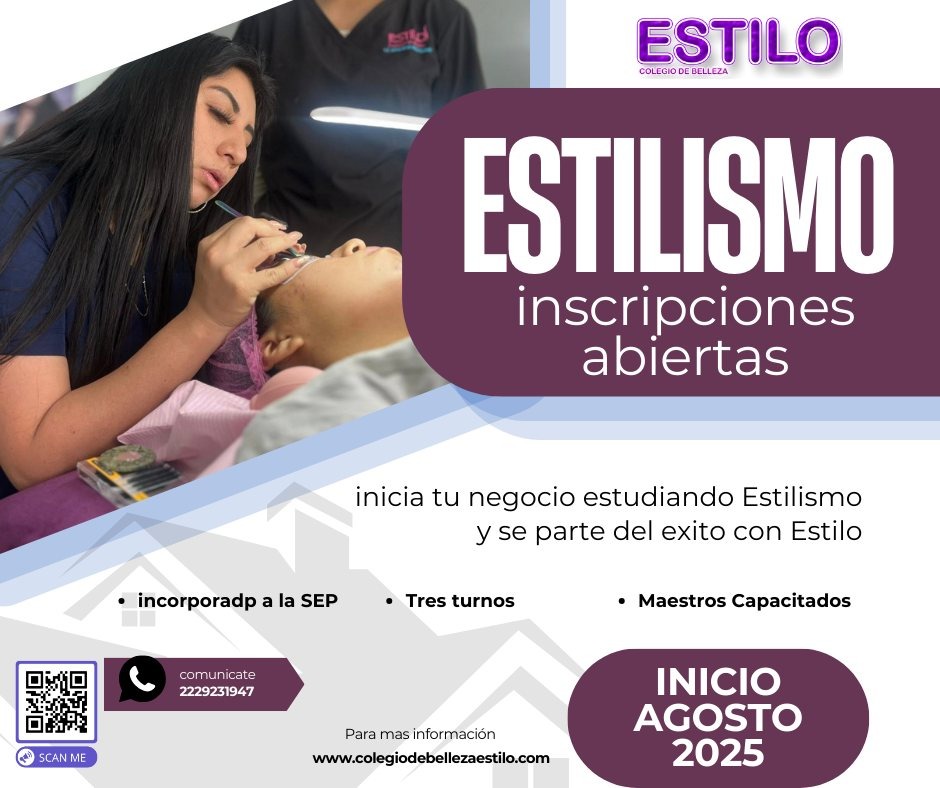 ESTILO
COLEGIO DE BELLEZA
ESTILO
ESTILISMO
inscripciones
abiertas
inicia tu negocio estudiando Estilismo
y se parte del exito con Estilo
• incorporadp a la SEP
• Tres turnos
• Maestros Capacitados
comunicate
2229231947
SCAN ME
Para mas información
www.colegiodebellezaestilo.com
INICIO
AGOSTO
2025